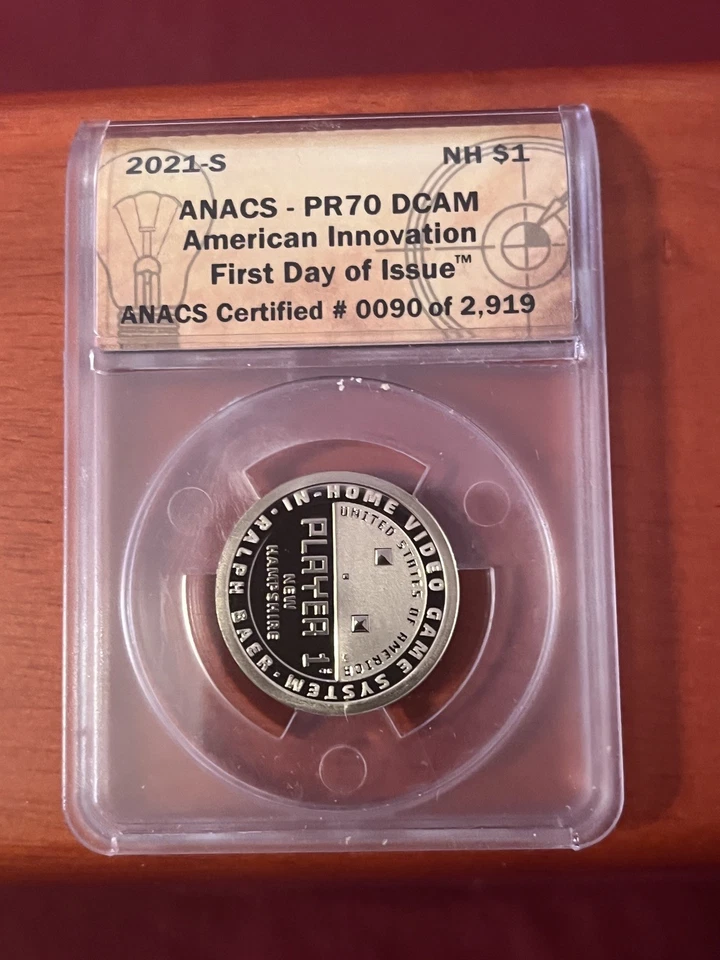 2021-S NH $1
ANACS - PR70 DCAM
American Innovation
First Day of Issue™
ANACS Certified # 0090 of 2,919
IN-HOME VIDEO GAME SYSTEM
RALPH BAER
UNITED STATES OF AMERICA
PLAYER 1
NEW
HAMPSHIRE
S